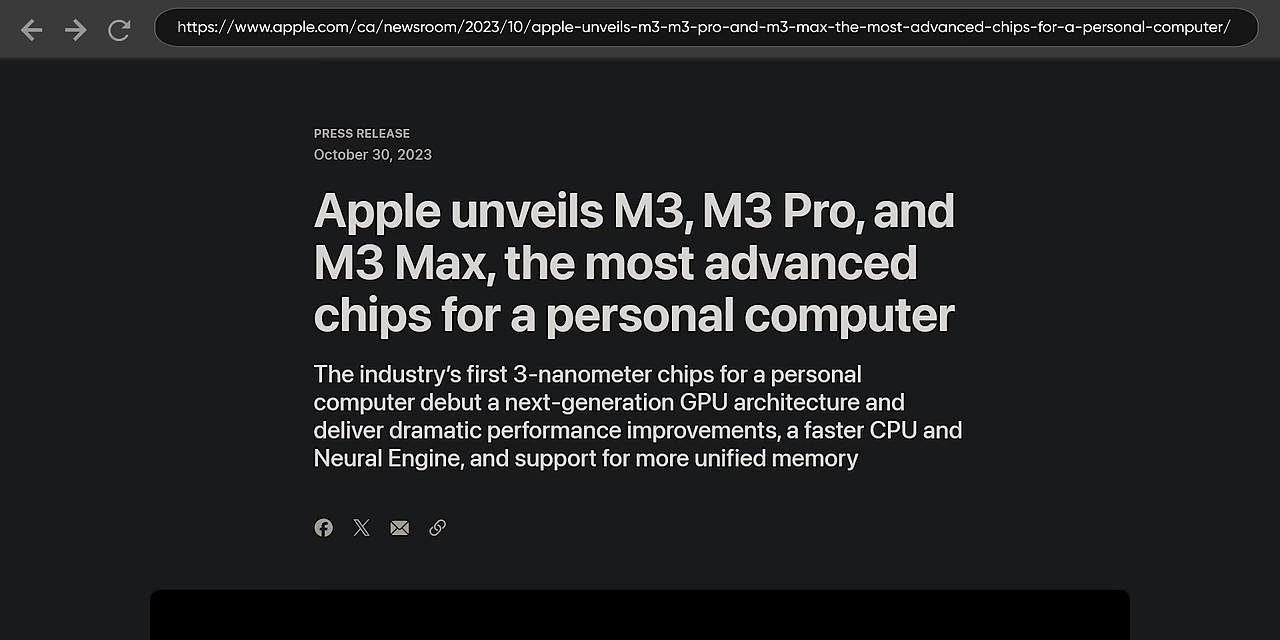 https://www.apple.com/ca/newsroom/2023/10/apple-unveils-m3-m3-pro-and-m3-max-the-most-advanced-chips-for-a-personal-computer/
PRESS RELEASE
October 30, 2023
Apple unveils M3, M3 Pro, and
M3 Max, the most advanced
chips for a personal computer
The industry’s first 3-nanometer chips for a personal
computer debut a next-generation GPU architecture and
deliver dramatic performance improvements, a faster CPU and
Neural Engine, and support for more unified memory